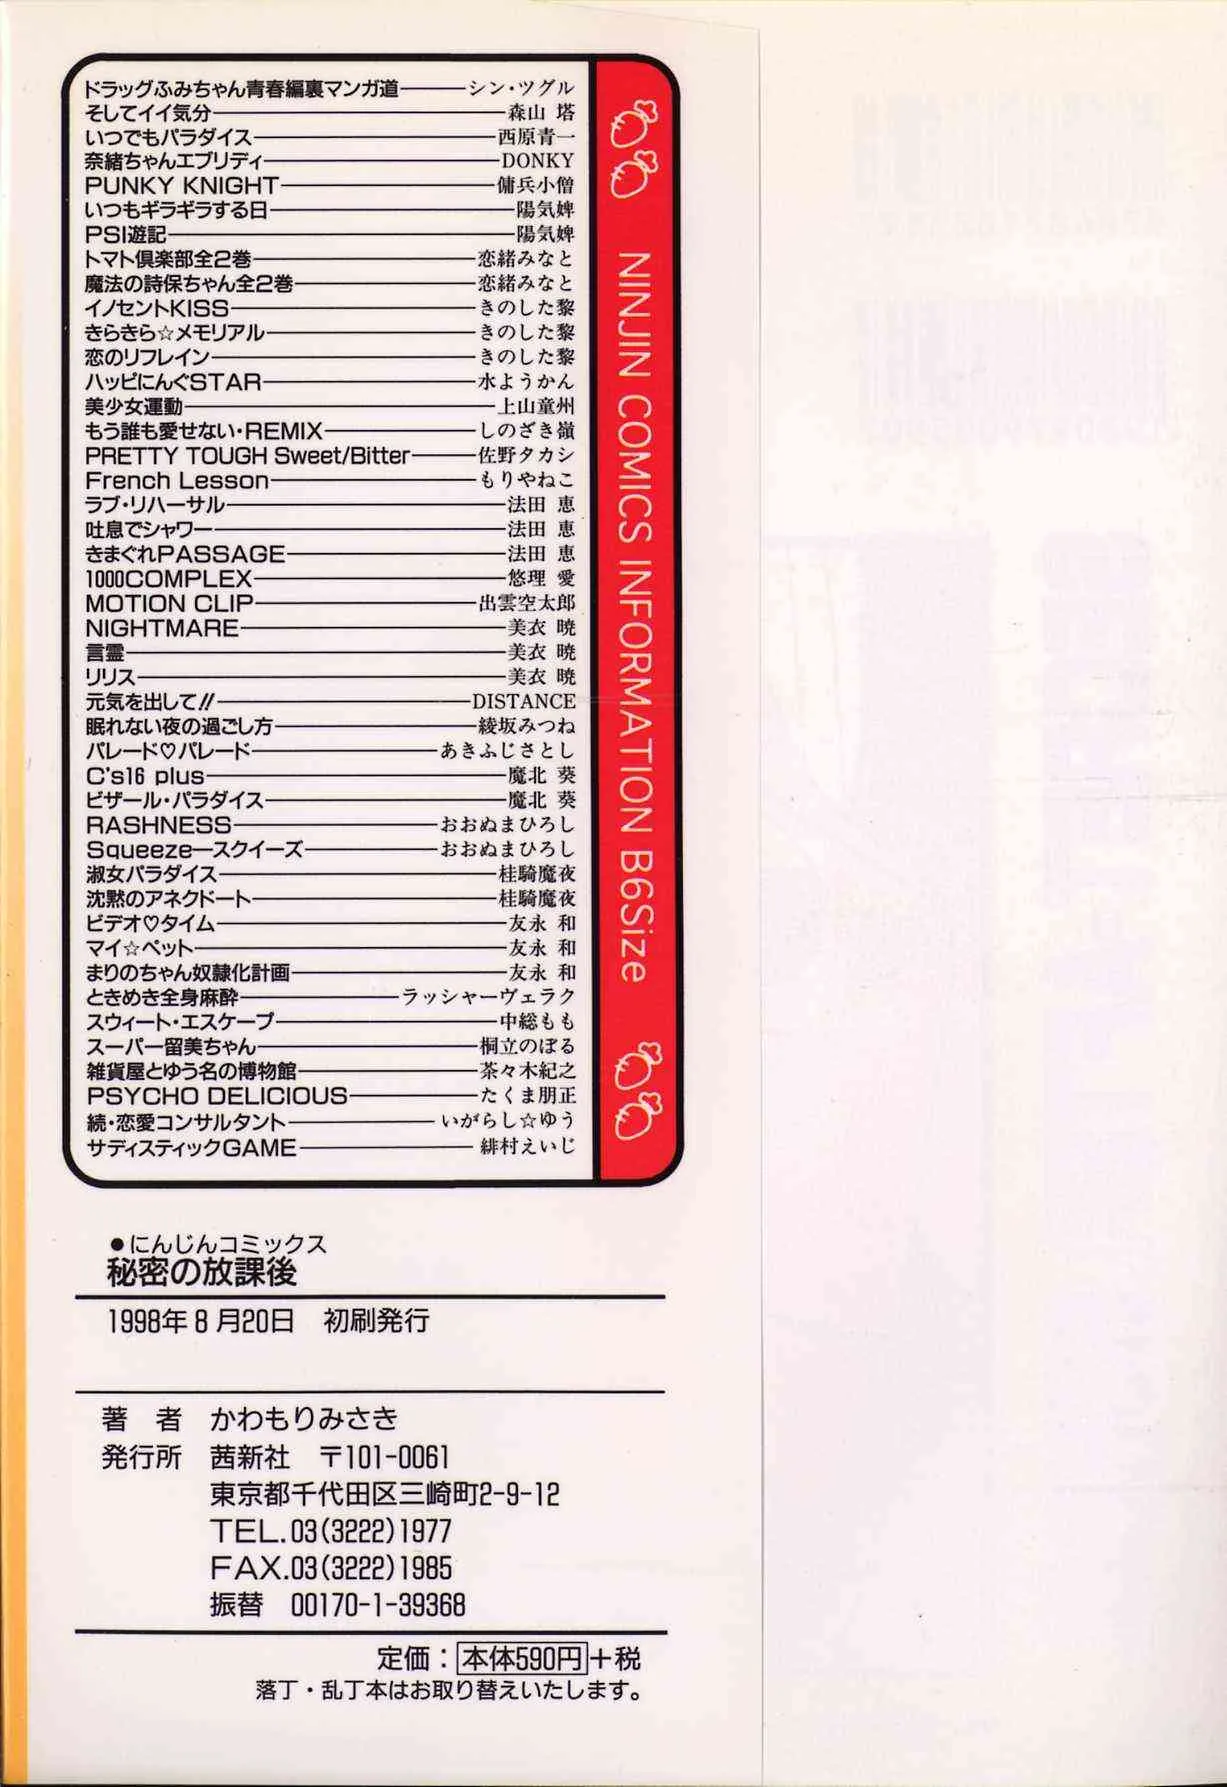 ドラッグふみちゃん青春編裏マンガ道――シン・ツグル
そしてイイ気分――森山 塔
いつでもパラダイス――西原青一
奈緒ちゃんエブリディ――DONKY
PUNKY KNIGHT――傭兵小僧
いつもギラギラする日――陽気婢
PSI遊記――陽気婢
トマト倶楽部全2巻――恋緒みなと
魔法の詩保ちゃん全2巻――恋緒みなと
イノセントKISS――きのした黎
きらきら☆メモリアル――きのした黎
恋のリフレイン――きのした黎
ハッピにんぐSTAR――水ようかん
美少女運動――上山童州
もう誰も愛せない・REMIX――しのざき嶺
PRETTY TOUGH Sweet/Bitter――佐野タカシ
French Lesson――もりやねこ
ラブ・リハーサル――法田 恵
吐息でシャワー――法田 恵
きまぐれPASSAGE――法田 恵
1000COMPLEX――悠理 愛
MOTION CLIP――出雲空太郎
NIGHTMARE――美衣 暁
言霊――美衣 暁
リリス――美衣 暁
元気を出して!!――DISTANCE
眠れない夜の過ごし方――綾坂みつね
パレード♡パレード――あきふじさとし
C's16 plus――魔北 葵
ビザール・パラダイス――魔北 葵
RASHNESS――おおぬまひろし
Squeezeースクイーズ――おおぬまひろし
淑女パラダイス――桂騎魔夜
沈黙のアネクドート――桂騎魔夜
ビデオ♡タイム――友永 和
マイ☆ペット――友永 和
まりのちゃん奴隷化計画――友永 和
ときめき全身麻酔――ラッシャーヴェラク
スウィート・エスケープ――中総もも
スーパー留美ちゃん――桐立のぼる
雑貨屋とゆう名の博物館――茶々木紀之
PSYCHO DELICIOUS――たくま朋正
続・恋愛コンサルタント――いがらし☆ゆう
サディスティックGAME――緋村えいじ
NINJIN COMICS INFORMATION B6Size
●にんじんコミックス
秘密の放課後
1998年8月20日 初刷発行
著 者 かわもりみさき
発行所 茜新社 〒101-0061
東京都千代田区三崎町2-9-12
TEL.03(3222)1977
FAX.03(3222)1985
振替 00170-1-39368
定価：本体590円+税
落丁・乱丁本はお取り替えいたします。